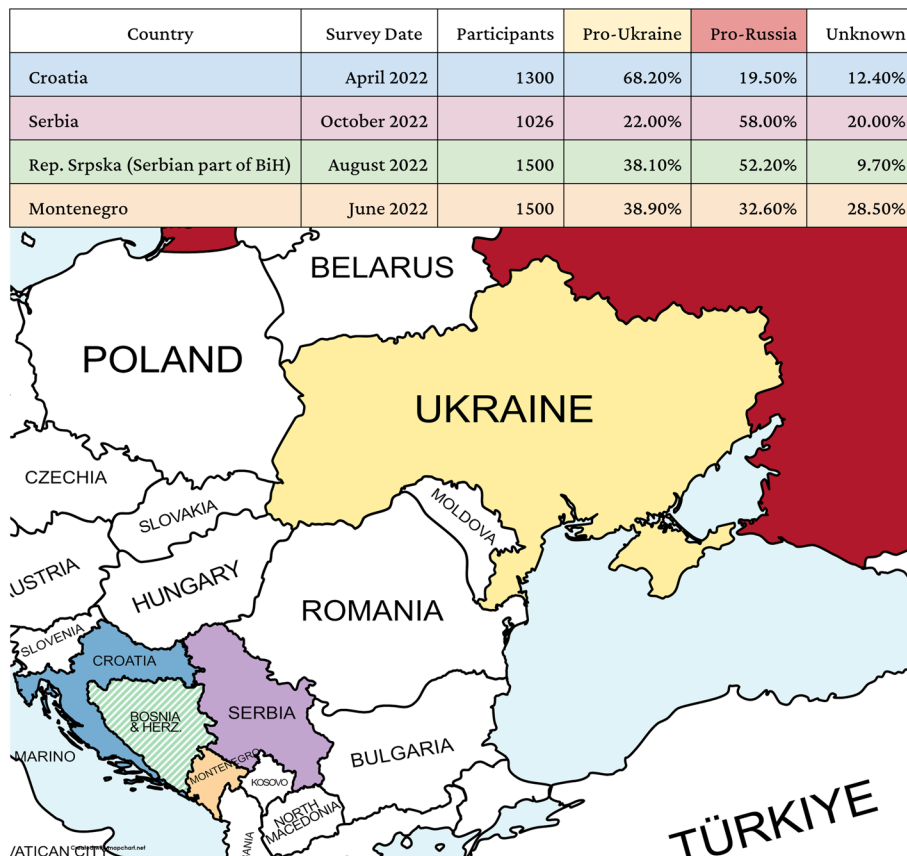 Country Survey Date Participants Pro-Ukraine Pro-Russia Unknown
Croatia April 2022 1300 68.20% 19.50% 12.40%
Serbia October 2022 1026 22.00% 58.00% 20.00%
Rep. Srpska (Serbian part of BiH) August 2022 1500 38.10% 52.20% 9.70%
Montenegro June 2022 1500 38.90% 32.60% 28.50%
BELARUS
POLAND
UKRAINE
CZECHIA
SLOVAKIA
MOLDOVA
USTRIA
HUNGARY
ROMANIA
SLOVENIA
CROATIA
BOSNIA
& HERZ.
SERBIA
MARINO
MONTENEGRO
KOSOVO
BULGARIA
NORTH
MACEDONIA
TÜRKIYE
ANIA
/ATICAN CITY
mapchart.net